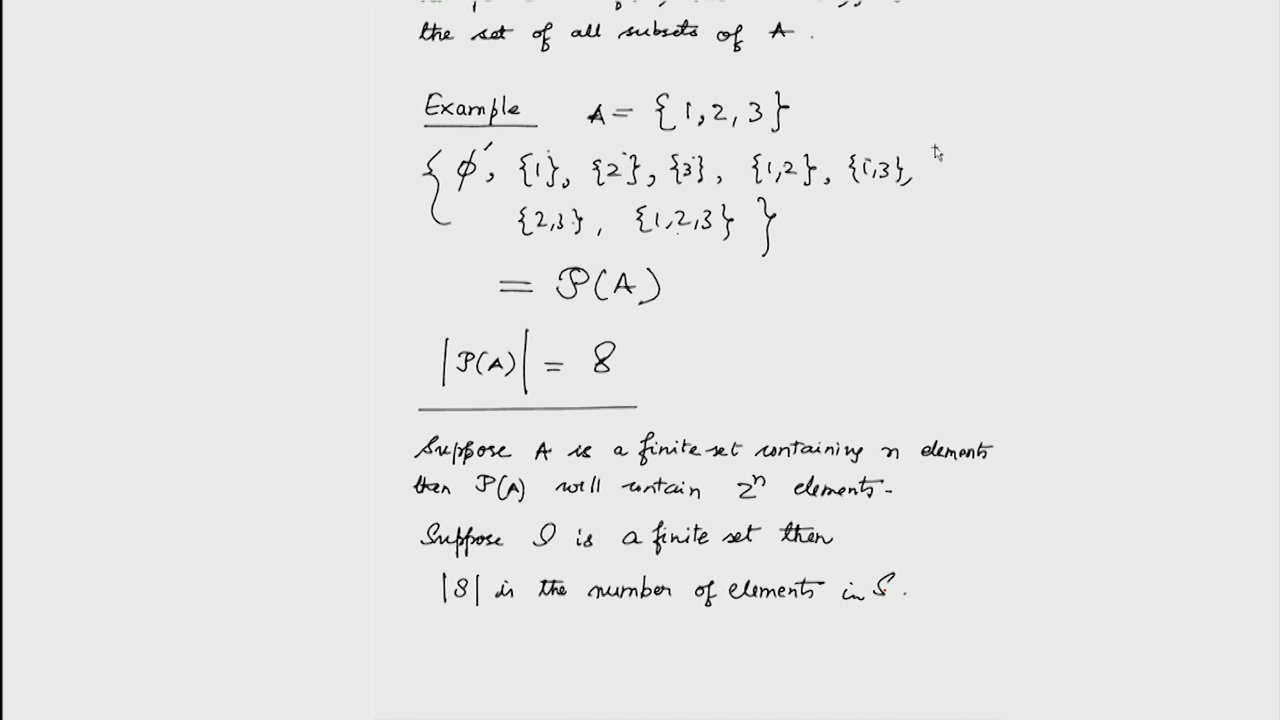 the set of all subsets of A.
Example A = {1, 2, 3}
{ϕ, {1}, {2}, {3}, {1,2}, {1,3},
{2,3}, {1,2,3} }
= P(A)
|P(A)| = 8
Suppose A is a finite set containing n elements
then P(A) will contain 2ⁿ elements.
Suppose S is a finite set then
|S| is the number of elements in S.